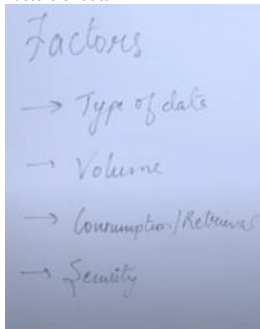 Factors
→ Type of data
→ Volume
→ Consumption/Retrieval
→ Security